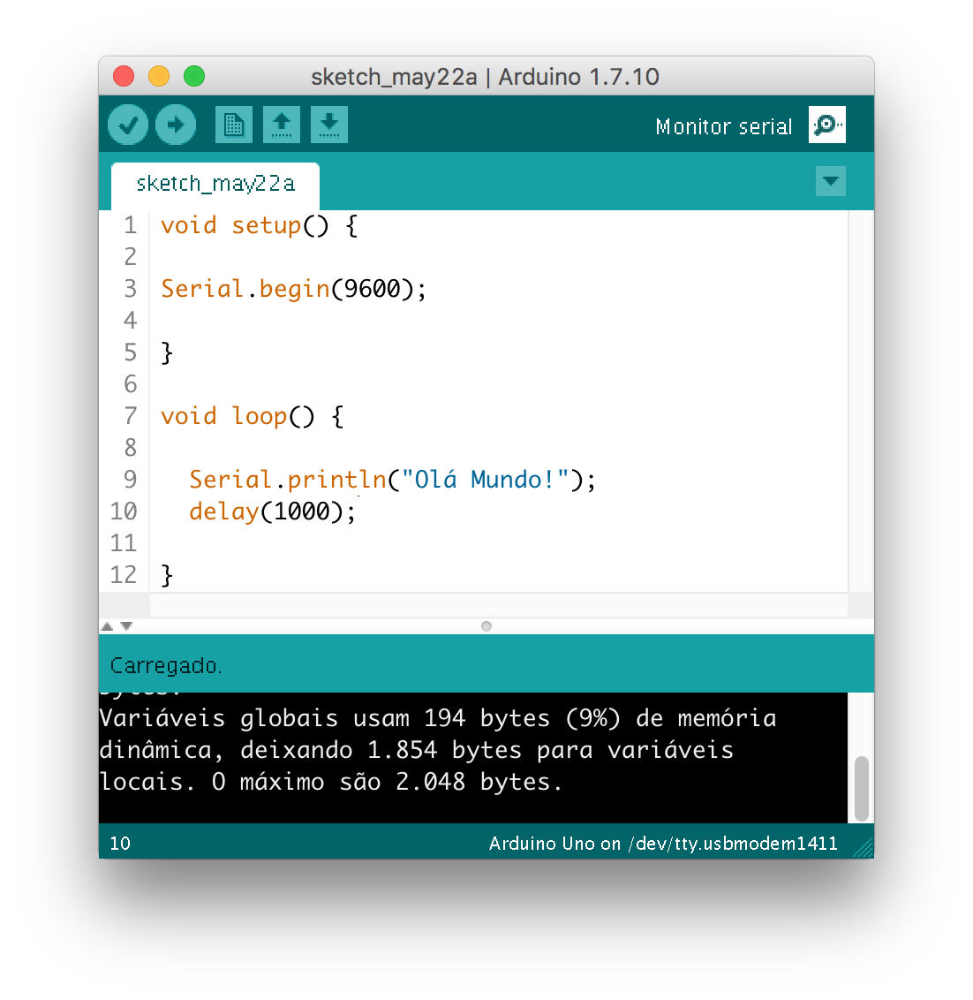 sketch_may22a | Arduino 1.7.10
Monitor serial
sketch_may22a
1 void setup() {
2
3 Serial.begin(9600);
4
5 }
6
7 void loop() {
8
9 Serial.println("Olá Mundo!");
10 delay(1000);
11
12 }
Carregado.
bytes.
Variáveis globais usam 194 bytes (9%) de memória
dinâmica, deixando 1.854 bytes para variáveis
locais. O máximo são 2.048 bytes.
10
Arduino Uno on /dev/tty.usbmodem1411